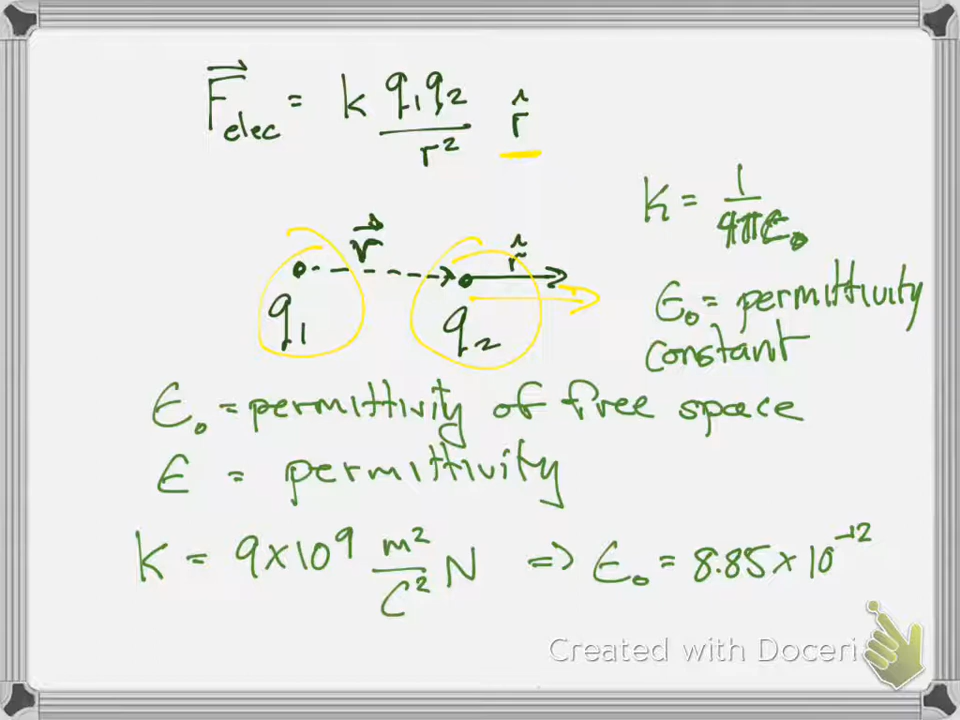 F⃗elec = k q₁q₂/r² r̂
k = 1/4πε₀
r⃗ r̂
q₁ q₂
ε₀ = permittivity
constant
ε₀ = permittivity of free space
ε = permittivity
k = 9×10⁹ m²/C² N ⇒ ε₀ = 8.85×10⁻¹²
Created with Doceri